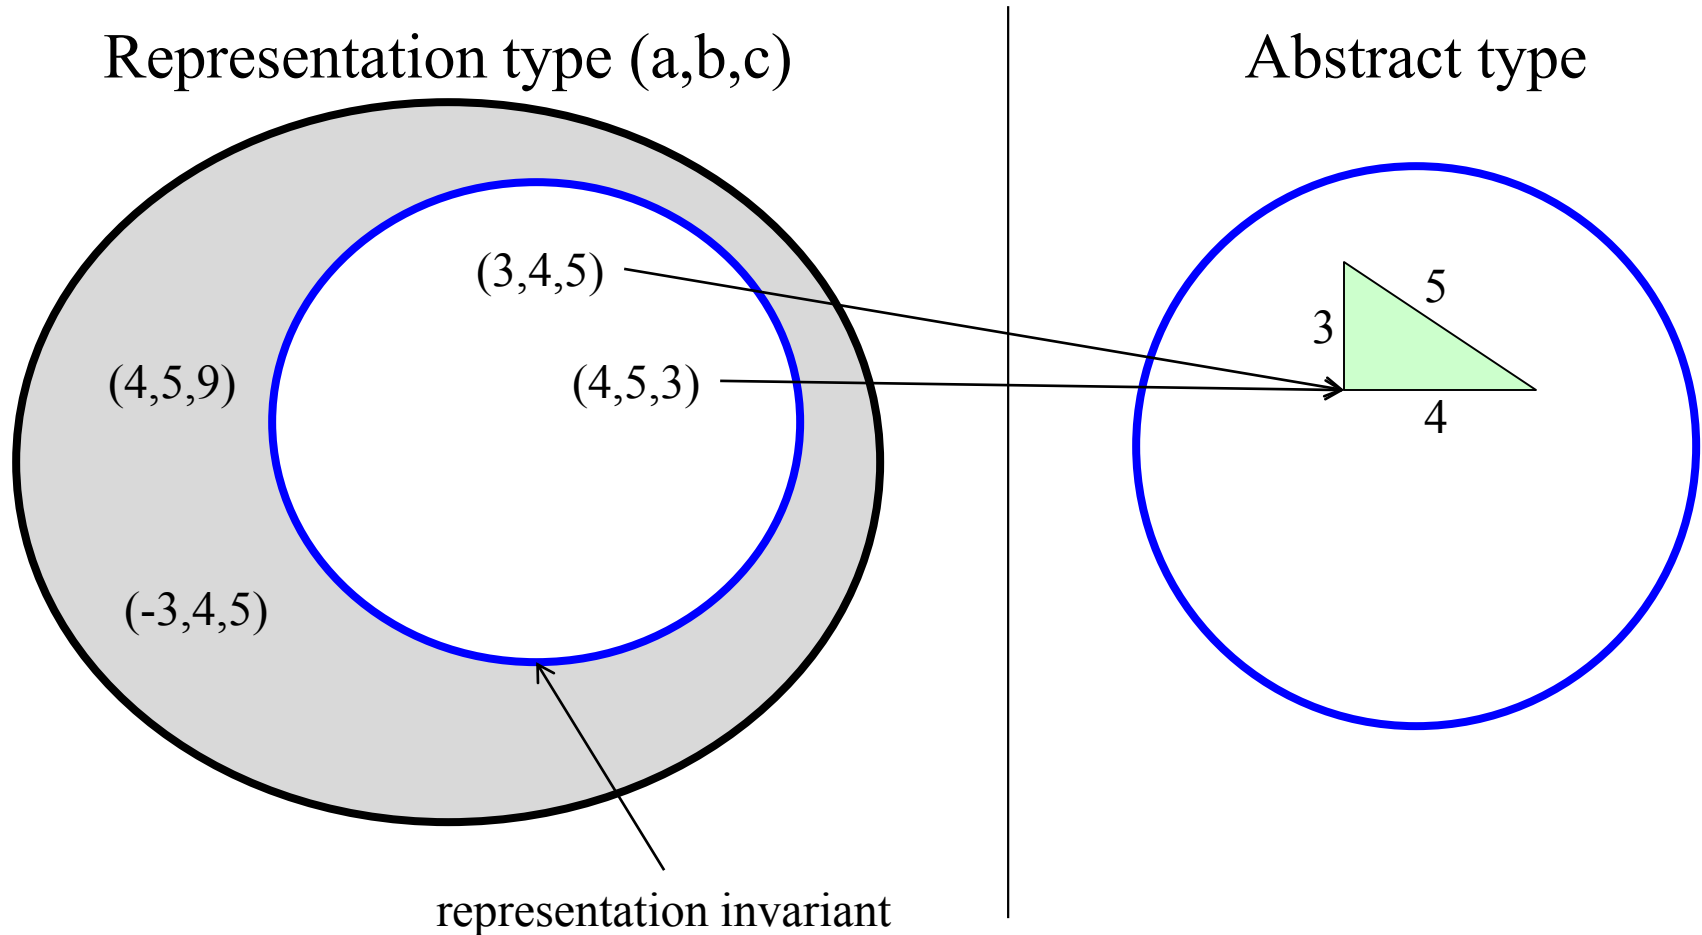 Representation type (a,b,c)
Abstract type
(3,4,5)
5
3
(4,5,9)
(4,5,3)
4
(-3,4,5)
representation invariant